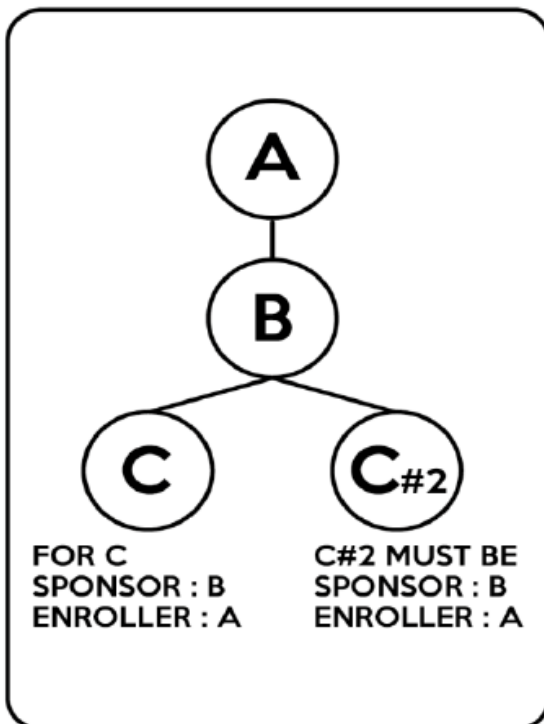 A
B
C
C#2
FOR C
SPONSOR : B
ENROLLER : A
C#2 MUST BE
SPONSOR : B
ENROLLER : A